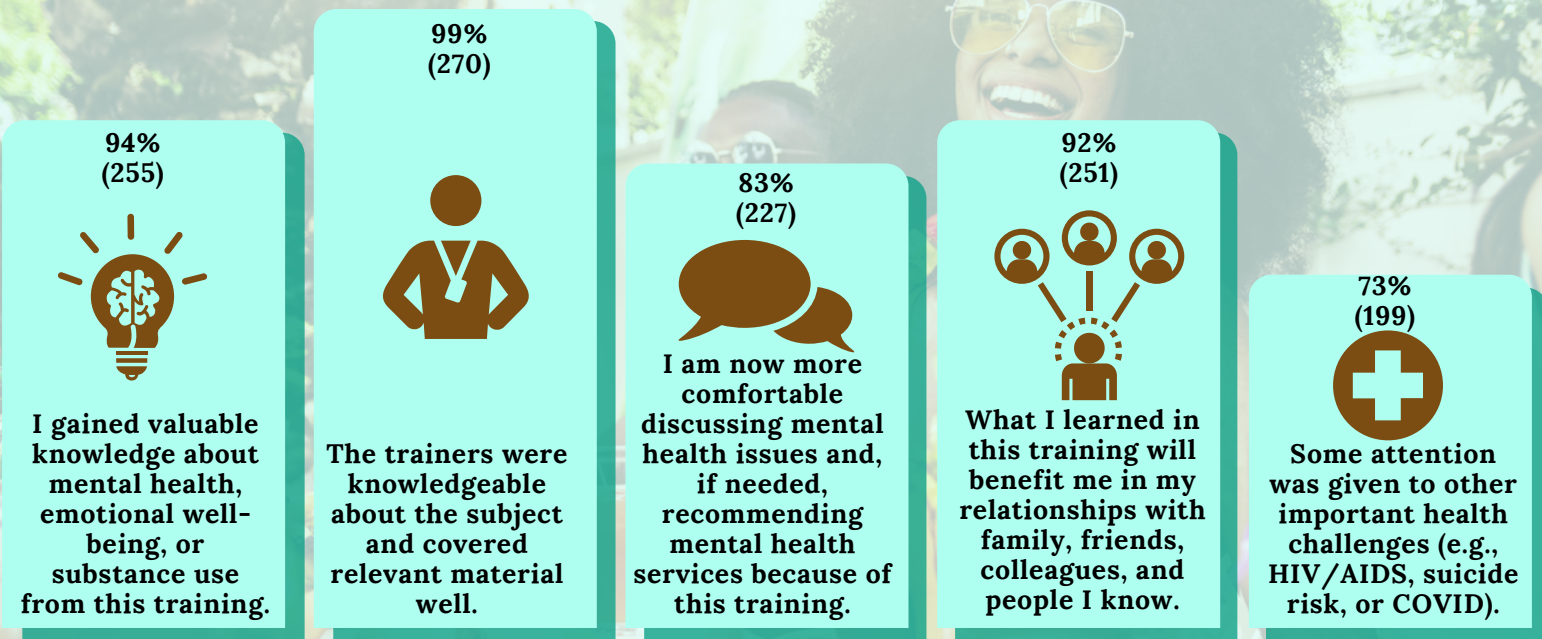 94%
(255)
I gained valuable
knowledge about
mental health,
emotional well-
being, or
substance use
from this training.
99%
(270)
The trainers were
knowledgeable
about the subject
and covered
relevant material
well.
83%
(227)
I am now more
comfortable
discussing mental
health issues and,
if needed,
recommending
mental health
services because of
this training.
92%
(251)
What I learned in
this training will
benefit me in my
relationships with
family, friends,
colleagues, and
people I know.
73%
(199)
Some attention
was given to other
important health
challenges (e.g.,
HIV/AIDS, suicide
risk, or COVID).